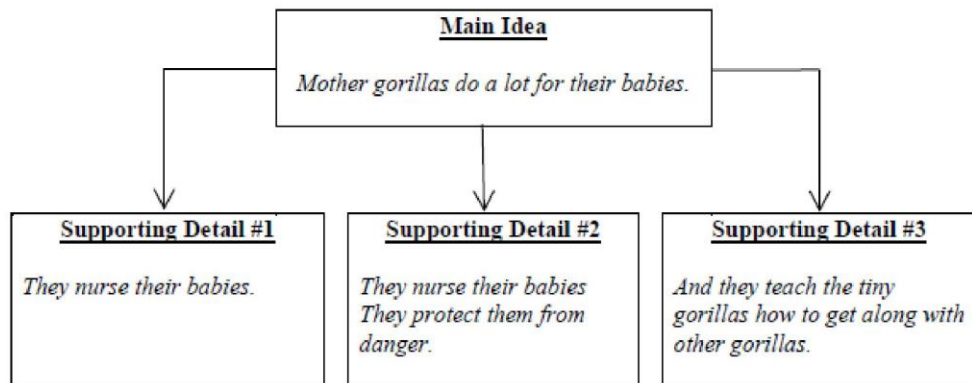 Main Idea
Mother gorillas do a lot for their babies.
Supporting Detail #1
They nurse their babies.
Supporting Detail #2
They nurse their babies
They protect them from
danger.
Supporting Detail #3
And they teach the tiny
gorillas how to get along with
other gorillas.